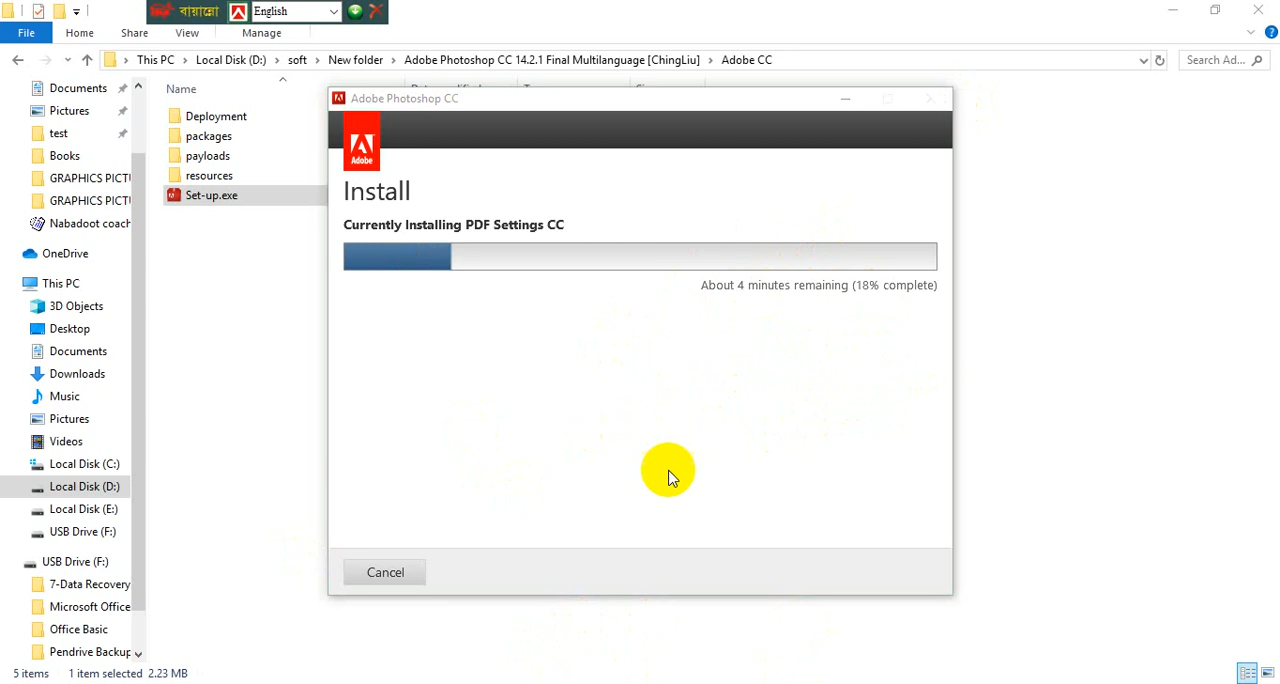 বায়ান্নো
English
File
Home
Share
View
Manage
This PC
Local Disk (D:)
soft
New folder
Adobe Photoshop CC 14.2.1 Final Multilanguage [ChingLiu]
Adobe CC
Search Ad...
Documents
Pictures
test
Books
GRAPHICS PICTU
GRAPHICS PICTU
Nabadoot coach
OneDrive
This PC
3D Objects
Desktop
Documents
Downloads
Music
Pictures
Videos
Local Disk (C:)
Local Disk (D:)
Local Disk (E:)
USB Drive (F:)
USB Drive (F:)
7-Data Recovery
Microsoft Office
Office Basic
Pendrive Backup
Name
Deployment
packages
payloads
resources
Set-up.exe
Adobe Photoshop CC
Adobe
Install
Currently Installing PDF Settings CC
About 4 minutes remaining (18% complete)
Cancel
5 items
1 item selected 2.23 MB